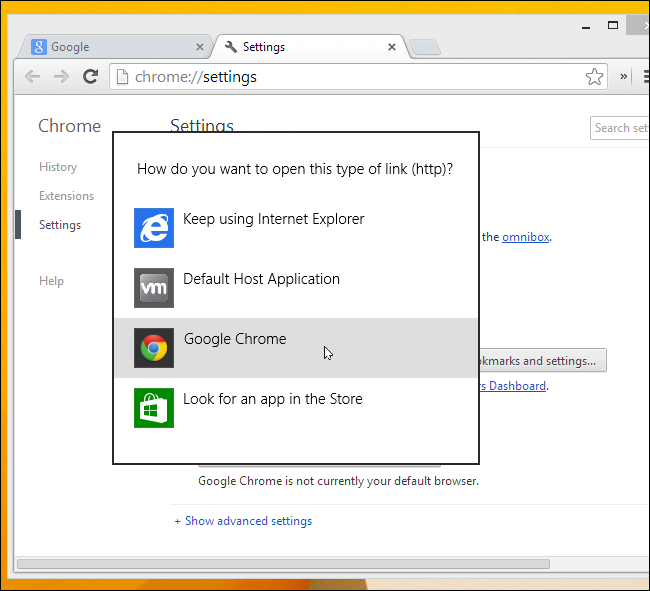 Google
Settings
chrome://settings
Chrome
Settings
Search
History
Extensions
Settings
Help
How do you want to open this type of link (http)?
Keep using Internet Explorer
vm
Default Host Application
Google Chrome
Look for an app in the Store
the omnibox.
and settings...
Dashboard.
Google Chrome is not currently your default browser.
+ Show advanced settings